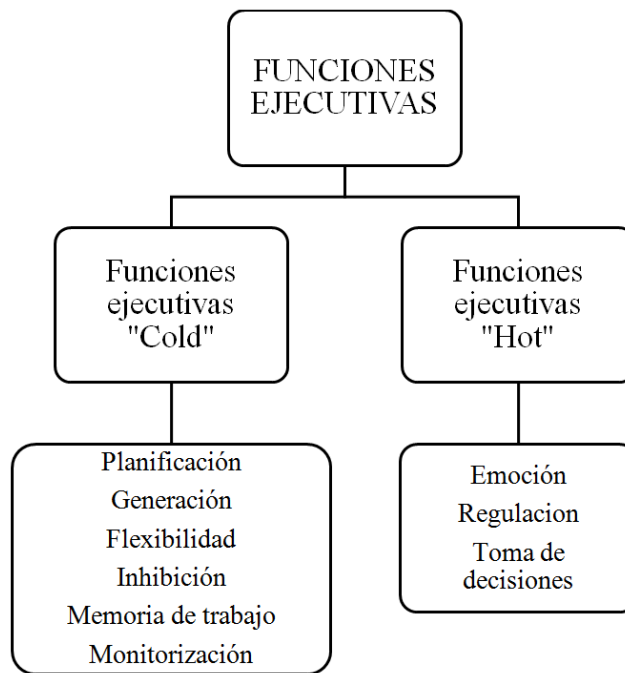 FUNCIONES
EJECUTIVAS
Funciones
ejecutivas
"Cold"
Funciones
ejecutivas
"Hot"
Planificación
Generación
Flexibilidad
Inhibición
Memoria de trabajo
Monitorización
Emoción
Regulacion
Toma de
decisiones